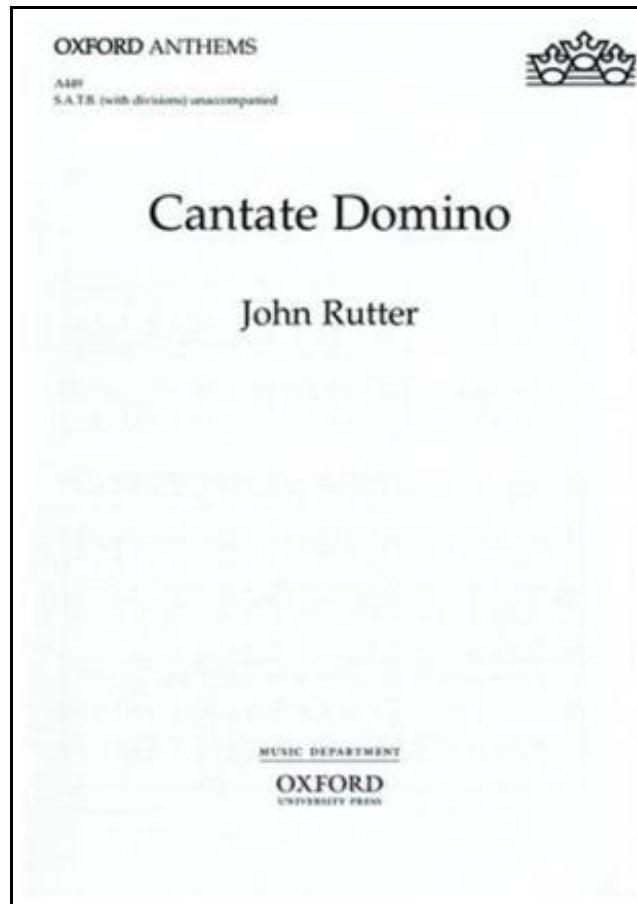 OXFORD ANTHEMS
A449
S.A.T.B. (with divisions) unaccompanied
Cantate Domino
John Rutter
MUSIC DEPARTMENT
OXFORD
UNIVERSITY PRESS